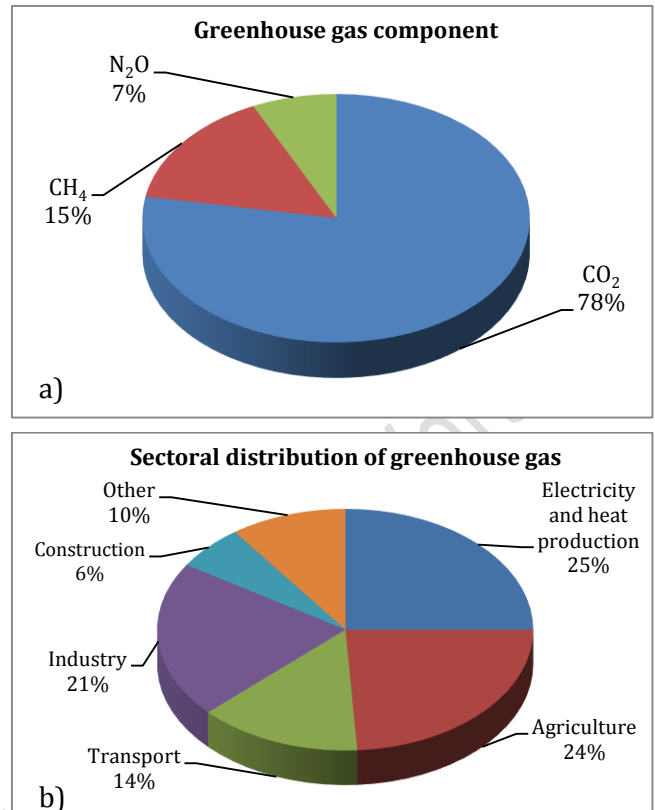 Greenhouse gas component
N₂O
7%
CH₄
15%
CO₂
78%
a)
Sectoral distribution of greenhouse gas
Other
10%
Electricity
and heat
production
25%
Construction
6%
Industry
21%
Agriculture
24%
Transport
14%
b)